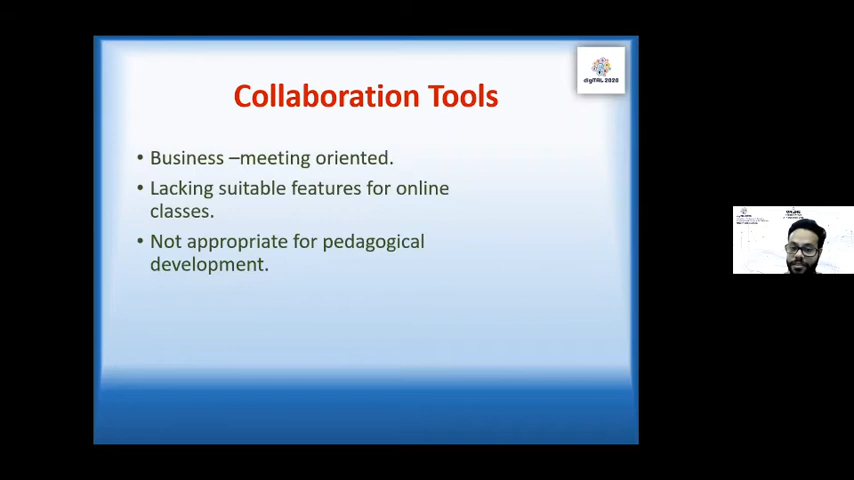 Collaboration Tools
digiTAL 2020
• Business –meeting oriented.
• Lacking suitable features for online
classes.
• Not appropriate for pedagogical
development.